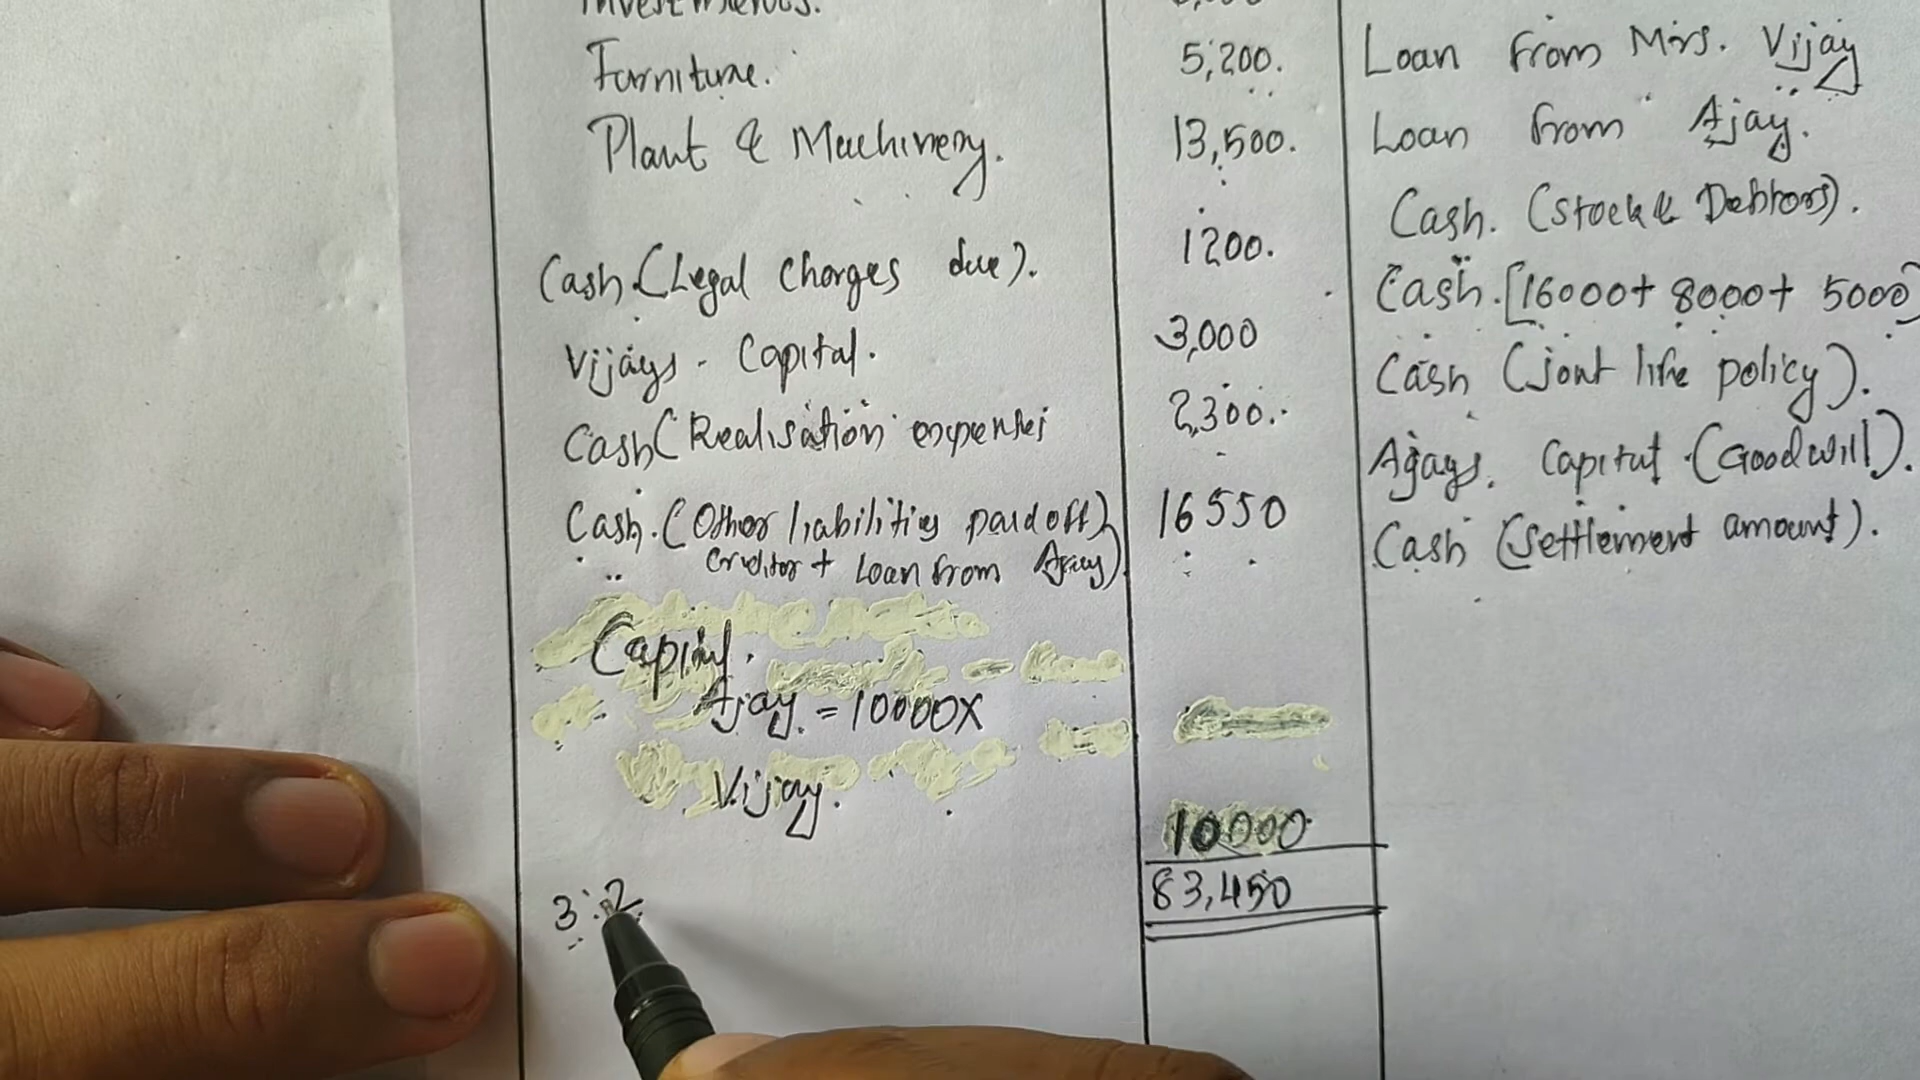 Investments.
Furniture. 5,200. Loan from Mrs. Vijay
Plant & Machinery. 13,500. Loan from Ajay.
Cash. (Stock & Debtors).
Cash (Legal Charges due). 1200. Cash. [16000+ 8000+ 5000]
Vijays - Capital. 3,000 Cash (Joint life policy).
Cash (Realisation expenses 2,300. Ajays. Capital (Goodwill).
Cash. (Other liabilities paid off) 16550 Cash (Settlement amount).
Creditor + Loan from Ajay)
Capital.
Ajay = 10000X
Vijay.
10000
3:2 83,450